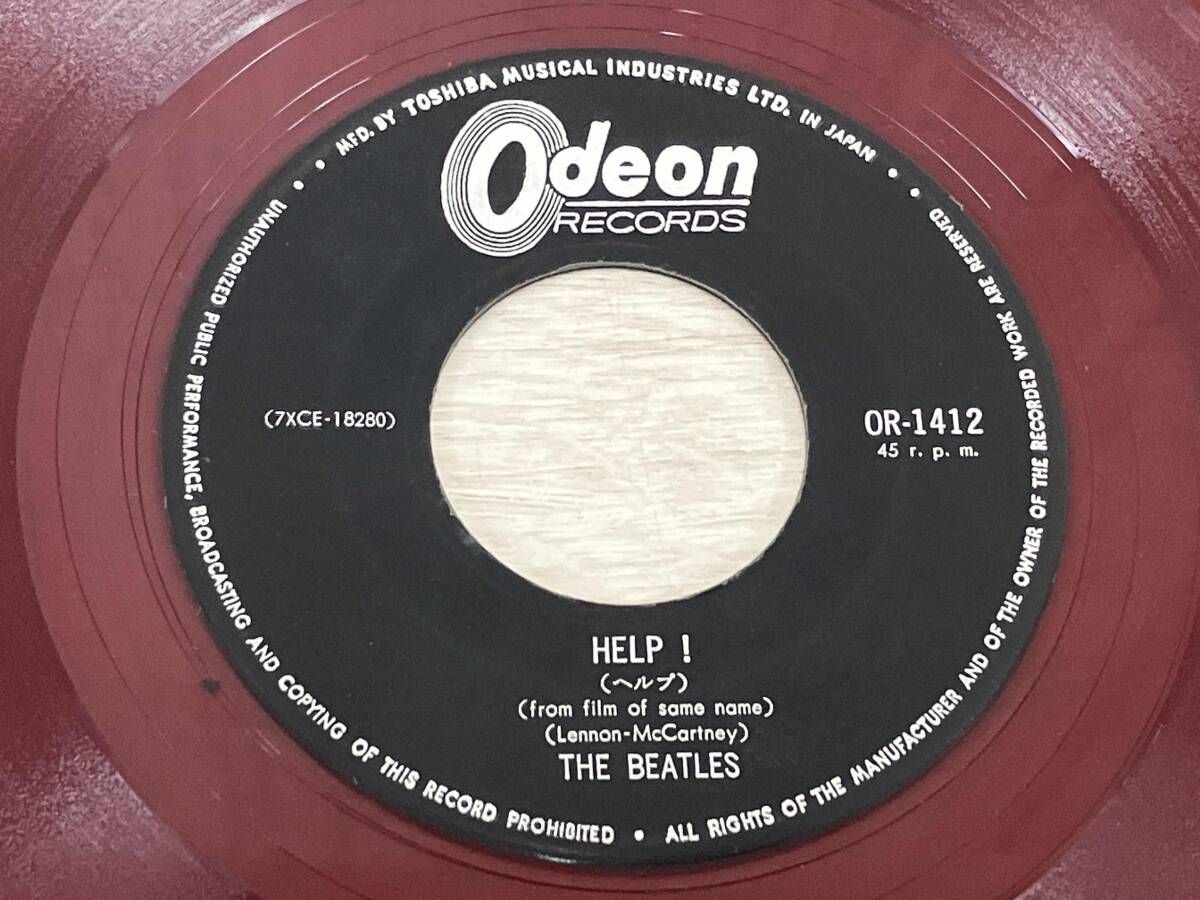 MFD. BY TOSHIBA MUSICAL INDUSTRIES LTD. IN JAPAN
Odeon
RECORDS
(7XCE-18280)
OR-1412
45 r. p. m.
HELP !
(ヘルプ)
(from film of same name)
(Lennon-McCartney)
THE BEATLES
UNAUTHORIZED PUBLIC PERFORMANCE, BROADCASTING AND COPYING OF THIS RECORD PROHIBITED • ALL RIGHTS OF THE MANUFACTURER AND OF THE OWNER OF THE RECORDED WORK ARE RESERVED